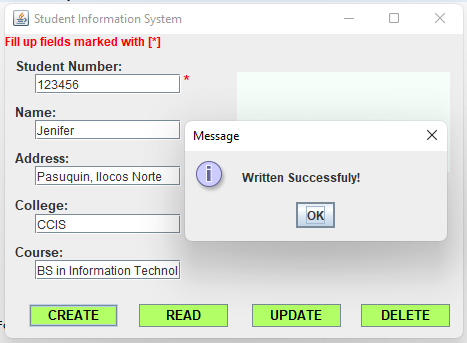 Student Information System
Fill up fields marked with [*]
Student Number:
123456 *
Name:
Jenifer
Address:
Pasuquin, Ilocos Norte
College:
CCIS
Course:
BS in Information Technol
Message
Written Successfuly!
OK
CREATE READ UPDATE DELETE